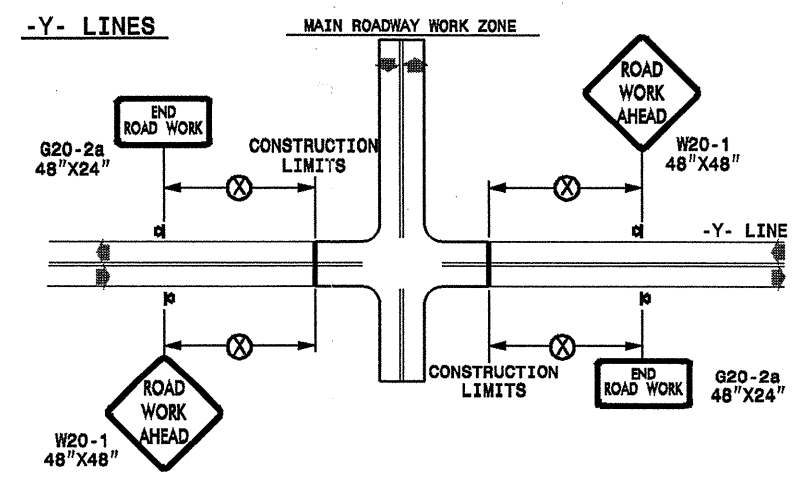 -Y- LINES
MAIN ROADWAY WORK ZONE
END
ROAD WORK
G20-2a
48"X24"
CONSTRUCTION
LIMITS
X
ROAD
WORK
AHEAD
W20-1
48"X48"
X
-Y- LINE
X
ROAD
WORK
AHEAD
W20-1
48"X48"
X
CONSTRUCTION
LIMITS
END
ROAD WORK
G20-2a
48"X24"